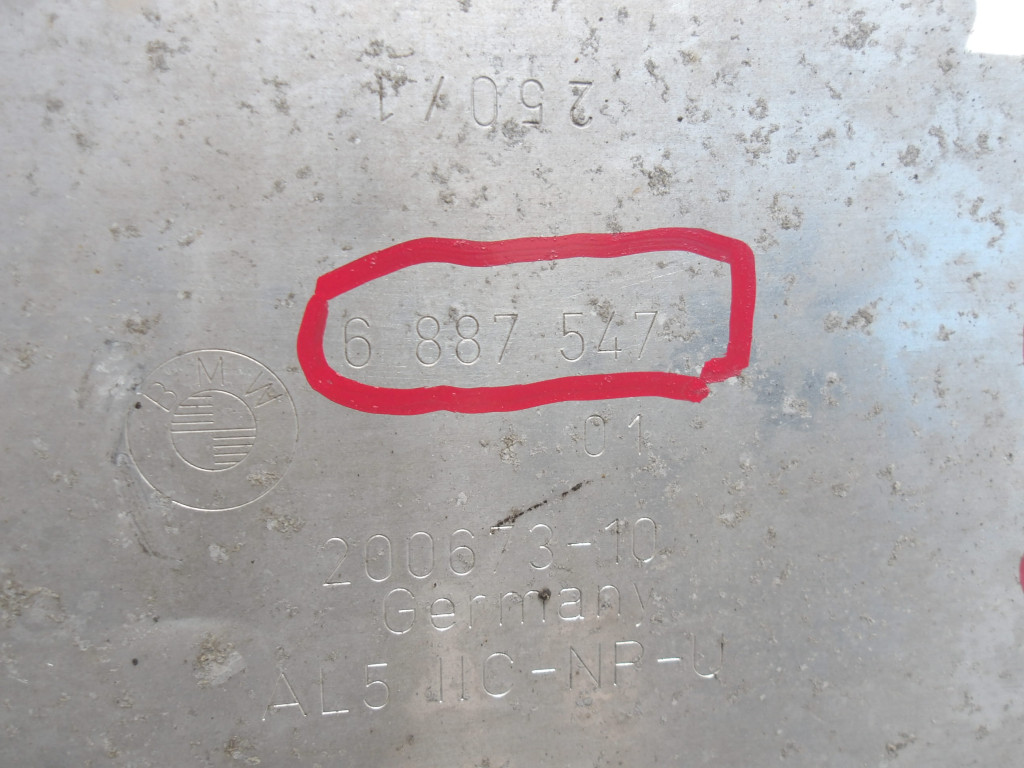 250/1
6 887 547
BMW
01
200673-10
Germany
AL5 IIC-NP-U